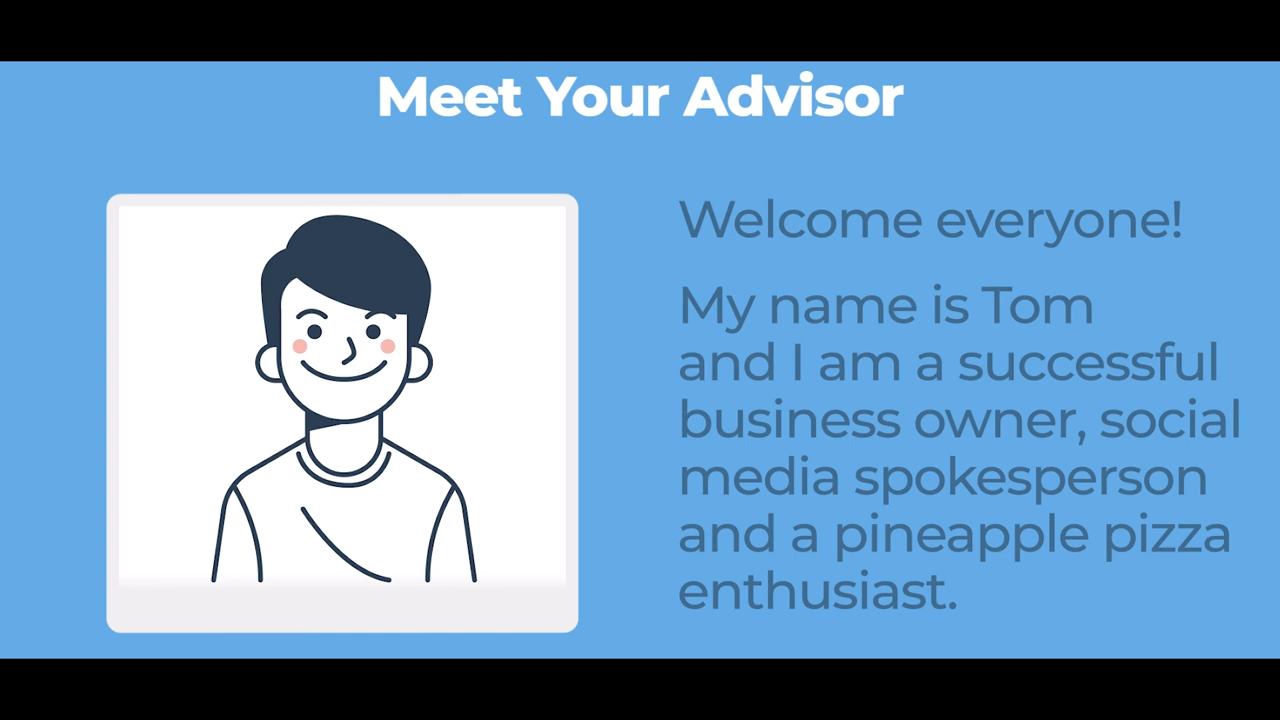 Meet Your Advisor
Welcome everyone!
My name is Tom
and I am a successful
business owner, social
media spokesperson
and a pineapple pizza
enthusiast.